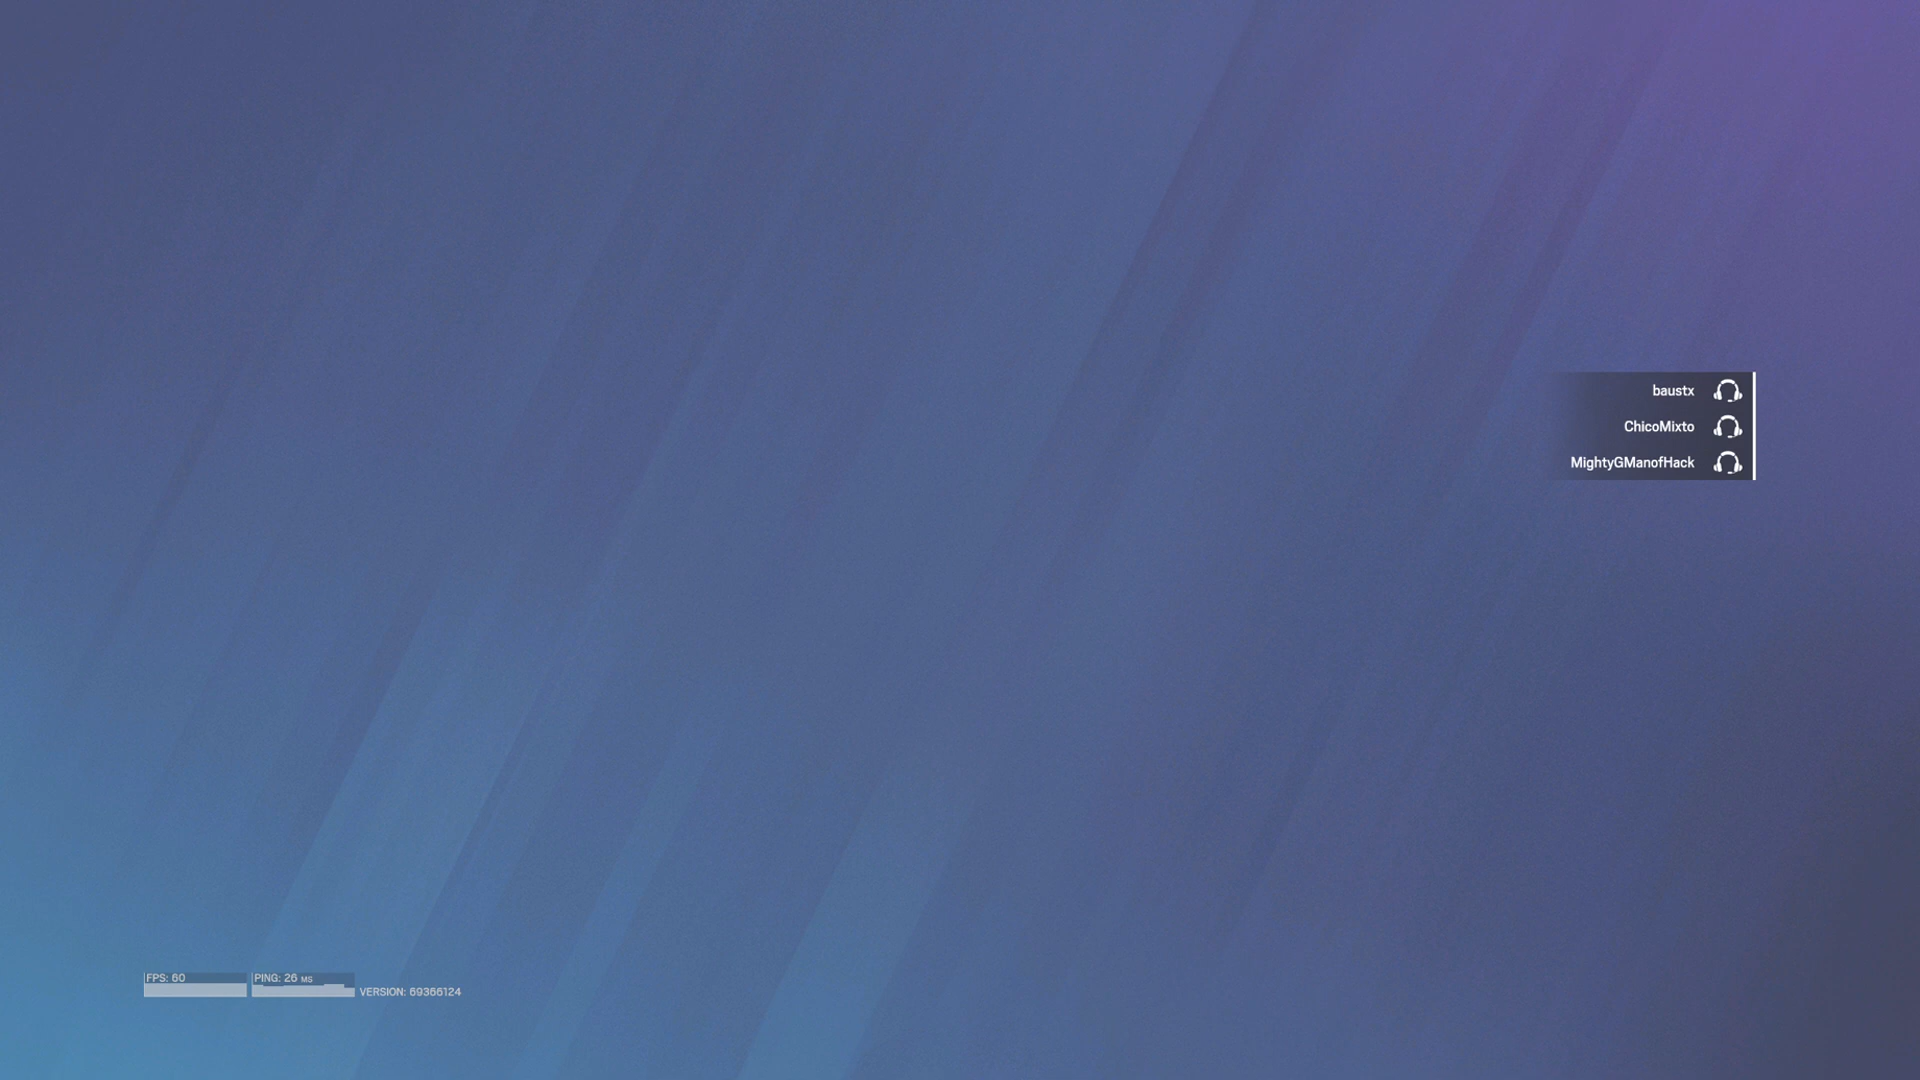 baustx
ChicoMixto
MightyGManofHack
FPS: 60
PING: 26 MS
VERSION: 69366124